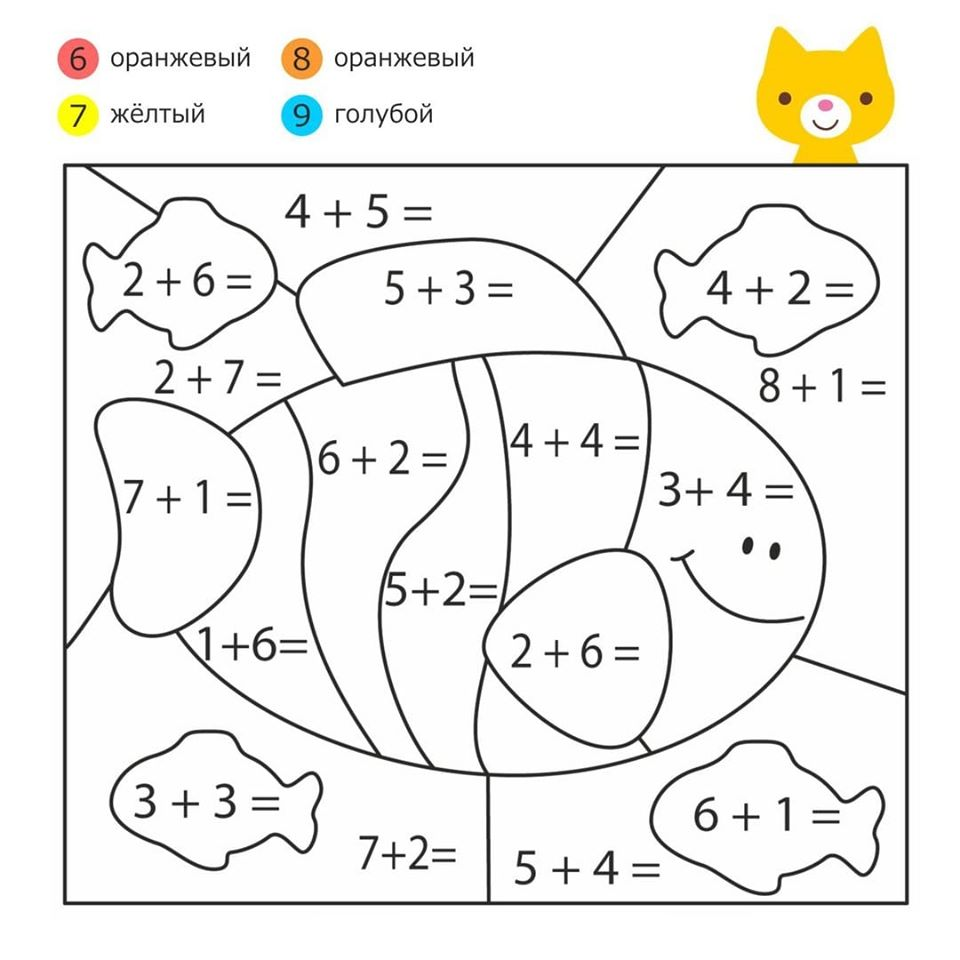 6 оранжевый 8 оранжевый
7 жёлтый 9 голубой
4 + 5 =
2 + 6 =
5 + 3 =
4 + 2 =
2 + 7 =
8 + 1 =
6 + 2 =
4 + 4 =
7 + 1 =
3+ 4 =
5+2=
1+6=
2 + 6 =
3 + 3 =
6 + 1 =
7+2=
5 + 4 =